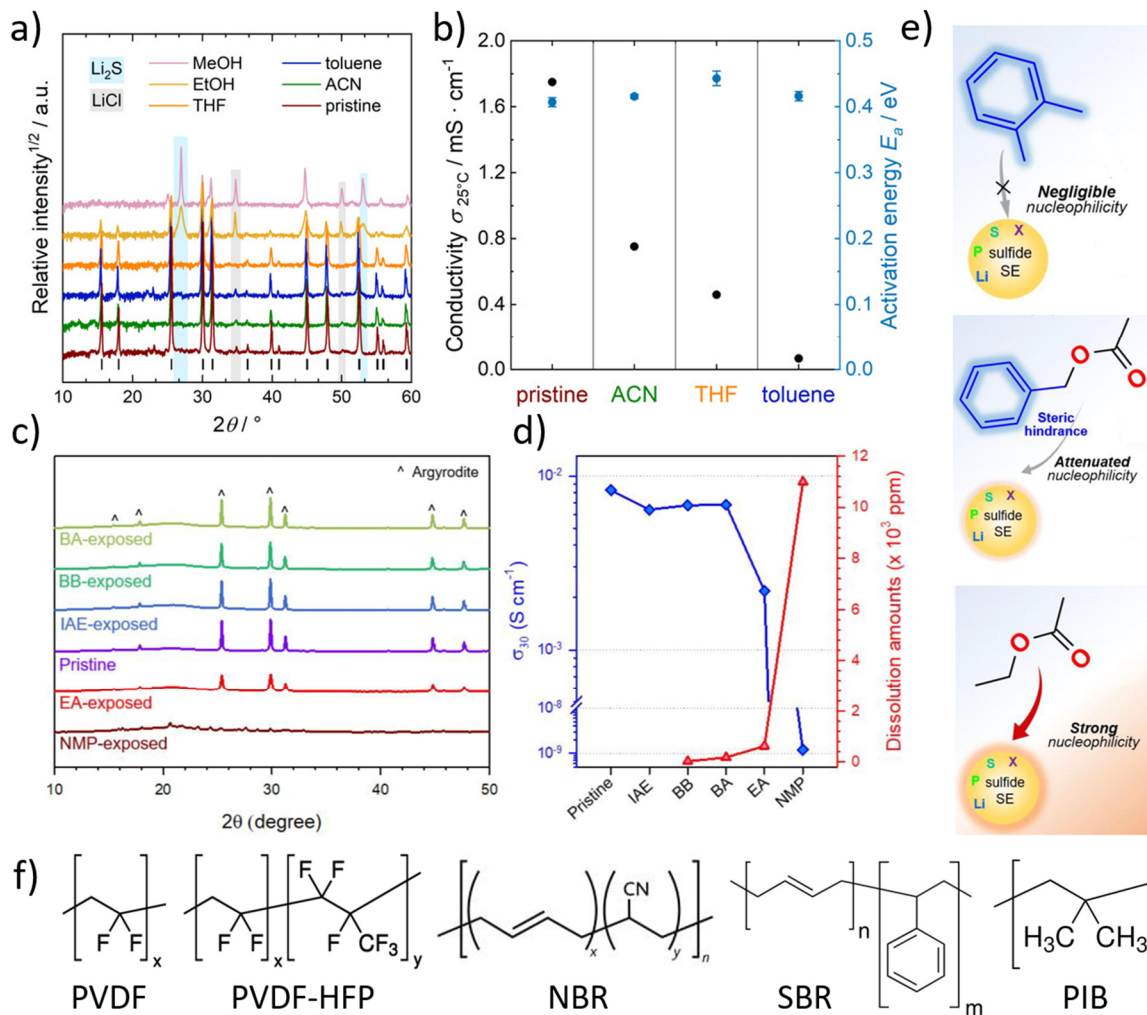 a)
Relative intensity1/2 / a.u.
Li2S
LiCl
MeOH
EtOH
THF
toluene
ACN
pristine
10 20 30 40 50 60
2θ / °
b)
Conductivity σ25°C / mS · cm-1
2.0
1.6
1.2
0.8
0.4
0.0
pristine ACN THF toluene
0.5
0.4
0.3
0.2
0.1
0.0
Activation energy Ea / eV
c)
^ Argyrodite
^ ^ ^ ^ ^ ^ ^
BA-exposed
BB-exposed
IAE-exposed
Pristine
EA-exposed
NMP-exposed
10 20 30 40 50
2θ (degree)
d)
σ30 (S cm-1)
10-2
10-3
10-8
10-9
Pristine IAE BB BA EA NMP
12
10
8
6
4
2
0
Dissolution amounts (x 103 ppm)
e)
Negligible
nucleophilicity
S X
P sulfide
Li SE
O
O
Steric
hindrance
Attenuated
nucleophilicity
S X
P sulfide
Li SE
O
O
Strong
nucleophilicity
S X
P sulfide
Li SE
f)
F F x
PVDF
F F x F F F CF3 y
PVDF-HFP
x CN y n
NBR
n m
SBR
H3C CH3
PIB